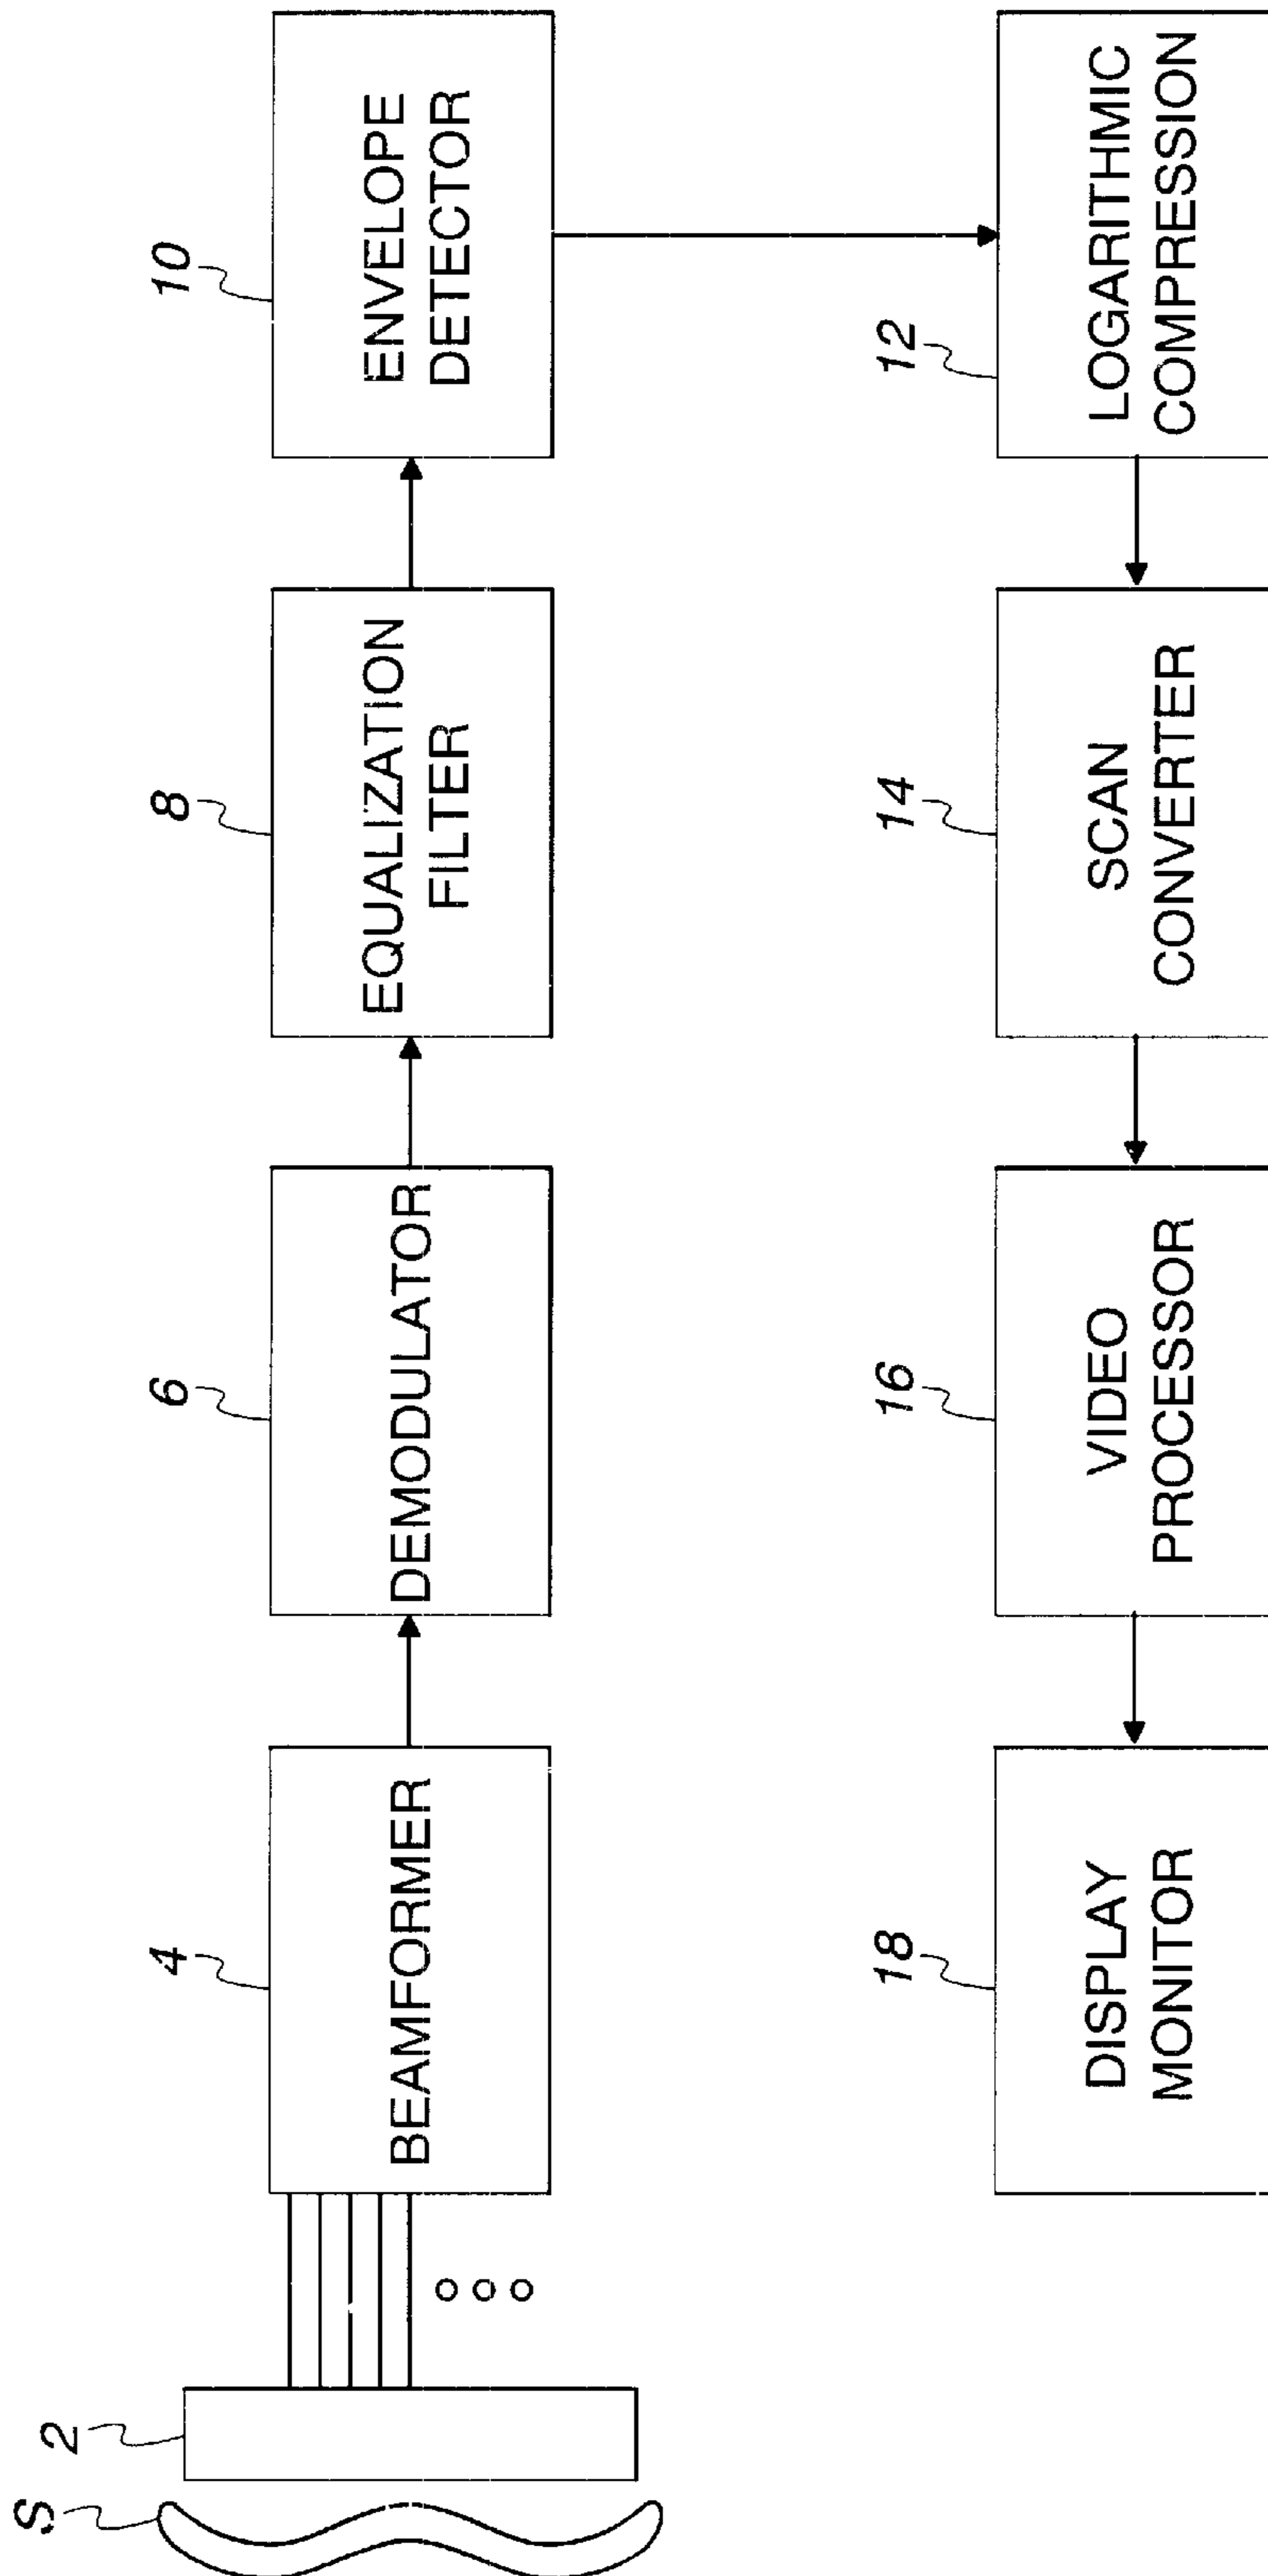 S
2
4
BEAMFORMER
6
DEMODULATOR
8
EQUALIZATION
FILTER
10
ENVELOPE
DETECTOR
18
DISPLAY
MONITOR
16
VIDEO
PROCESSOR
14
SCAN
CONVERTER
12
LOGARITHMIC
COMPRESSION